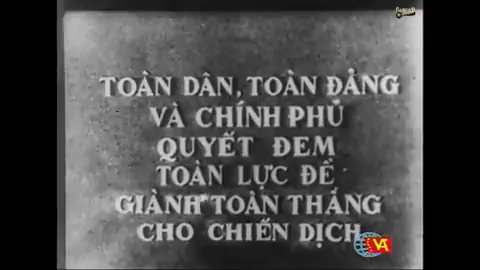 TOÀN DÂN, TOÀN ĐẢNG
VÀ CHÍNH PHỦ
QUYẾT ĐEM
TOÀN LỰC ĐỂ
GIÀNH TOÀN THẮNG
CHO CHIẾN DỊCH